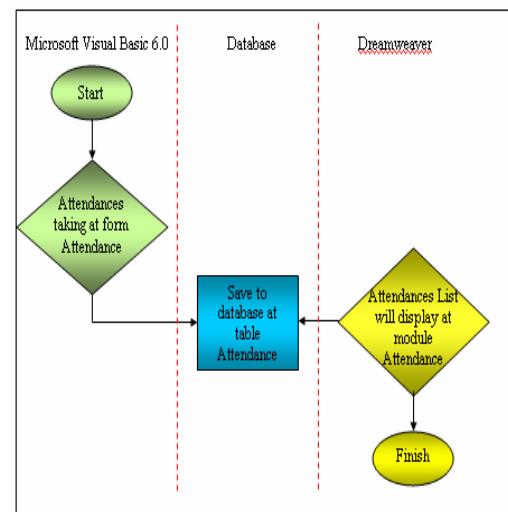 Microsoft Visual Basic 6.0
Database
Dreamweaver
Start
Attendances
taking at form
Attendance
Save to
database at
table
Attendance
Attendances List
will display at
module
Attendance
Finish